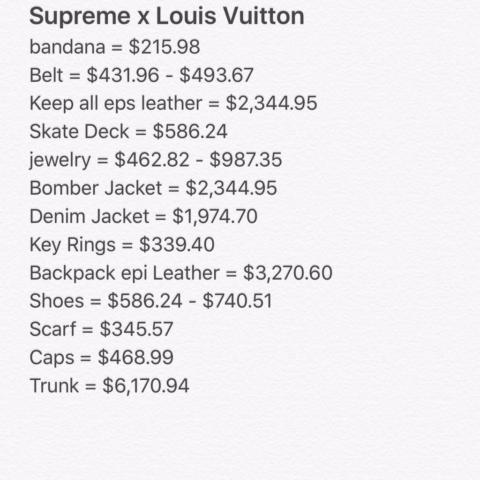 Supreme x Louis Vuitton
bandana = $215.98
Belt = $431.96 - $493.67
Keep all eps leather = $2,344.95
Skate Deck = $586.24
jewelry = $462.82 - $987.35
Bomber Jacket = $2,344.95
Denim Jacket = $1,974.70
Key Rings = $339.40
Backpack epi Leather = $3,270.60
Shoes = $586.24 - $740.51
Scarf = $345.57
Caps = $468.99
Trunk = $6,170.94